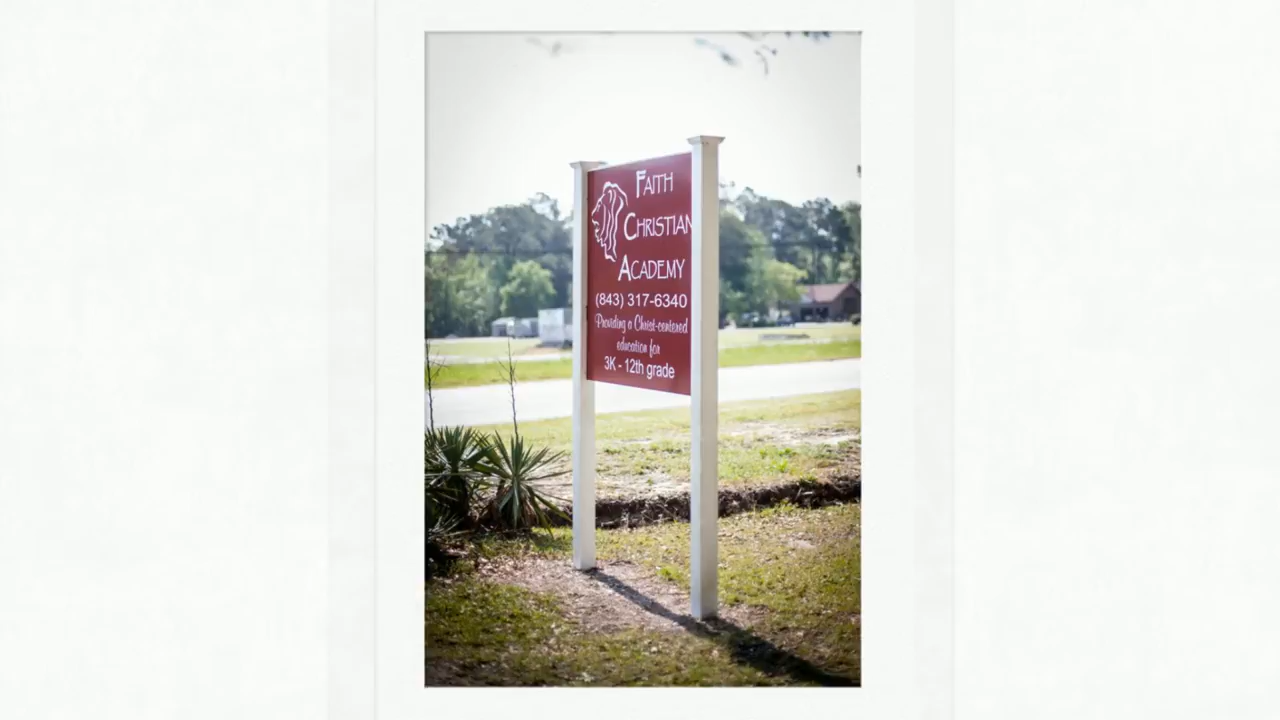 FAITH
CHRISTIAN
ACADEMY
(843) 317-6340
Providing a Christ-centered
education for
3K - 12th grade